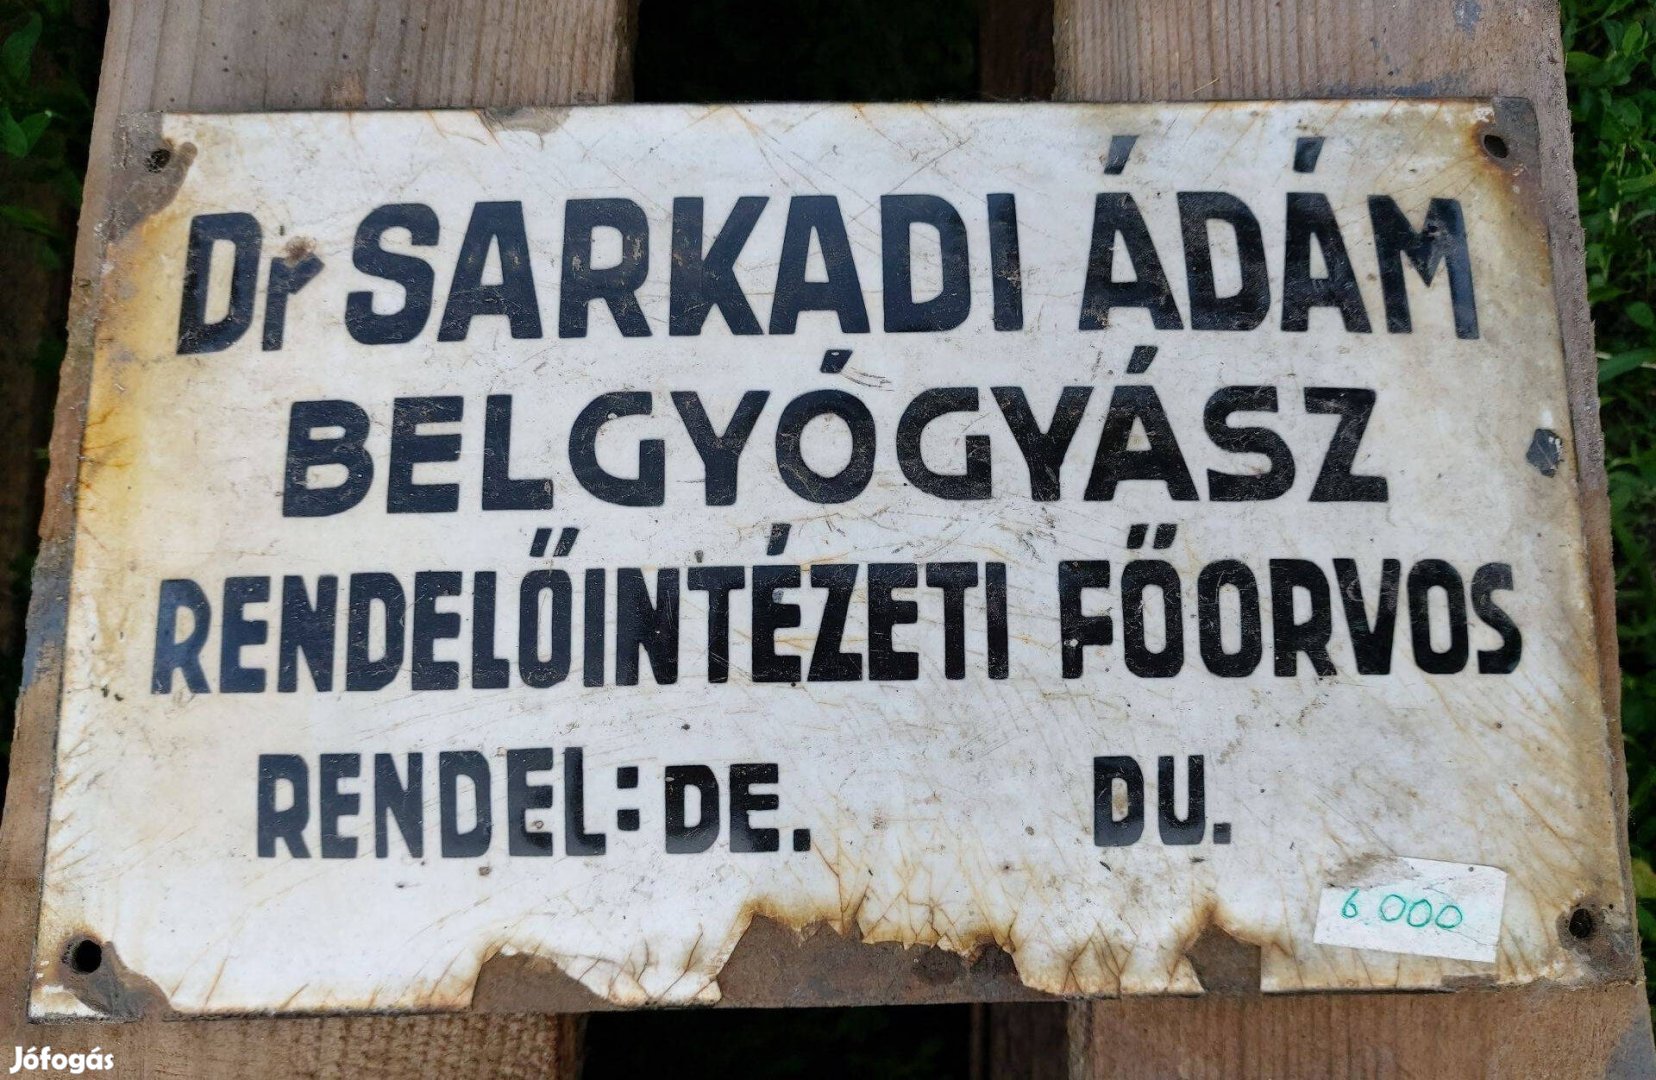 Dr SARKADI ÁDÁM
BELGYÓGYÁSZ
RENDELŐINTÉZETI FŐORVOS
RENDEL: DE. DU.
6 000
Jófogás